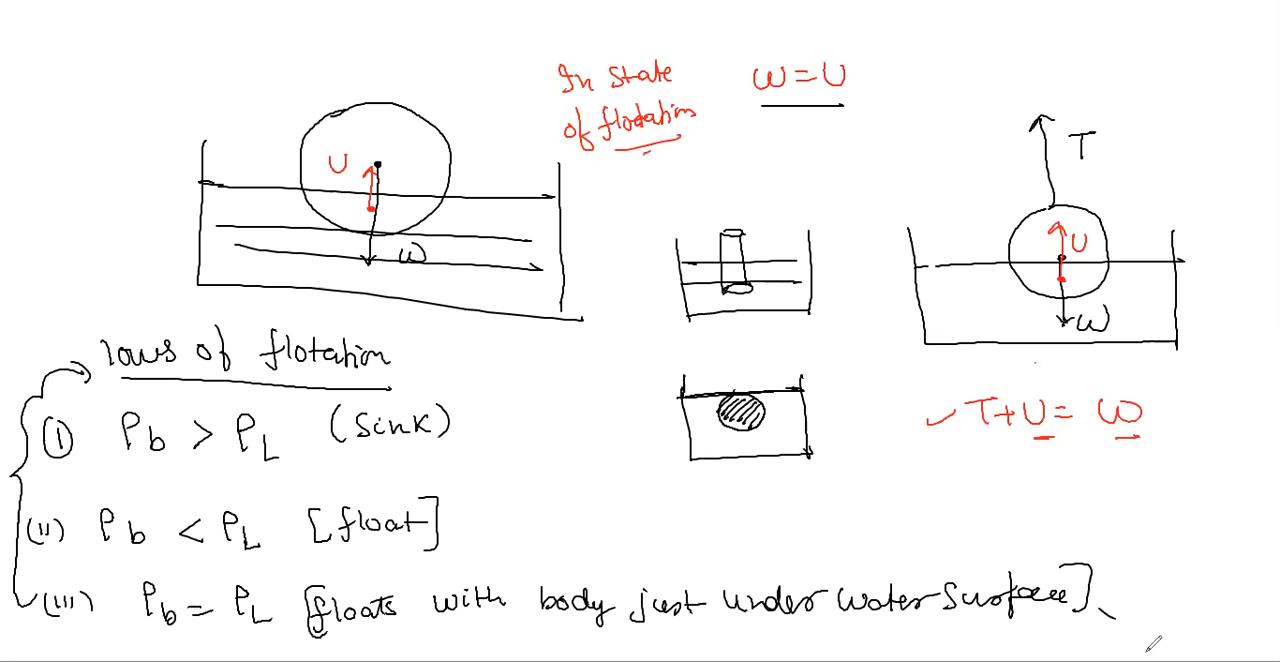 In State
of flotation
W = U
U
W
T
U
W
laws of flotation
(I) ρb > ρL (Sink)
(II) ρb < ρL [float]
(III) ρb = ρL [floats with body just under water surface]
✓ T + U = W